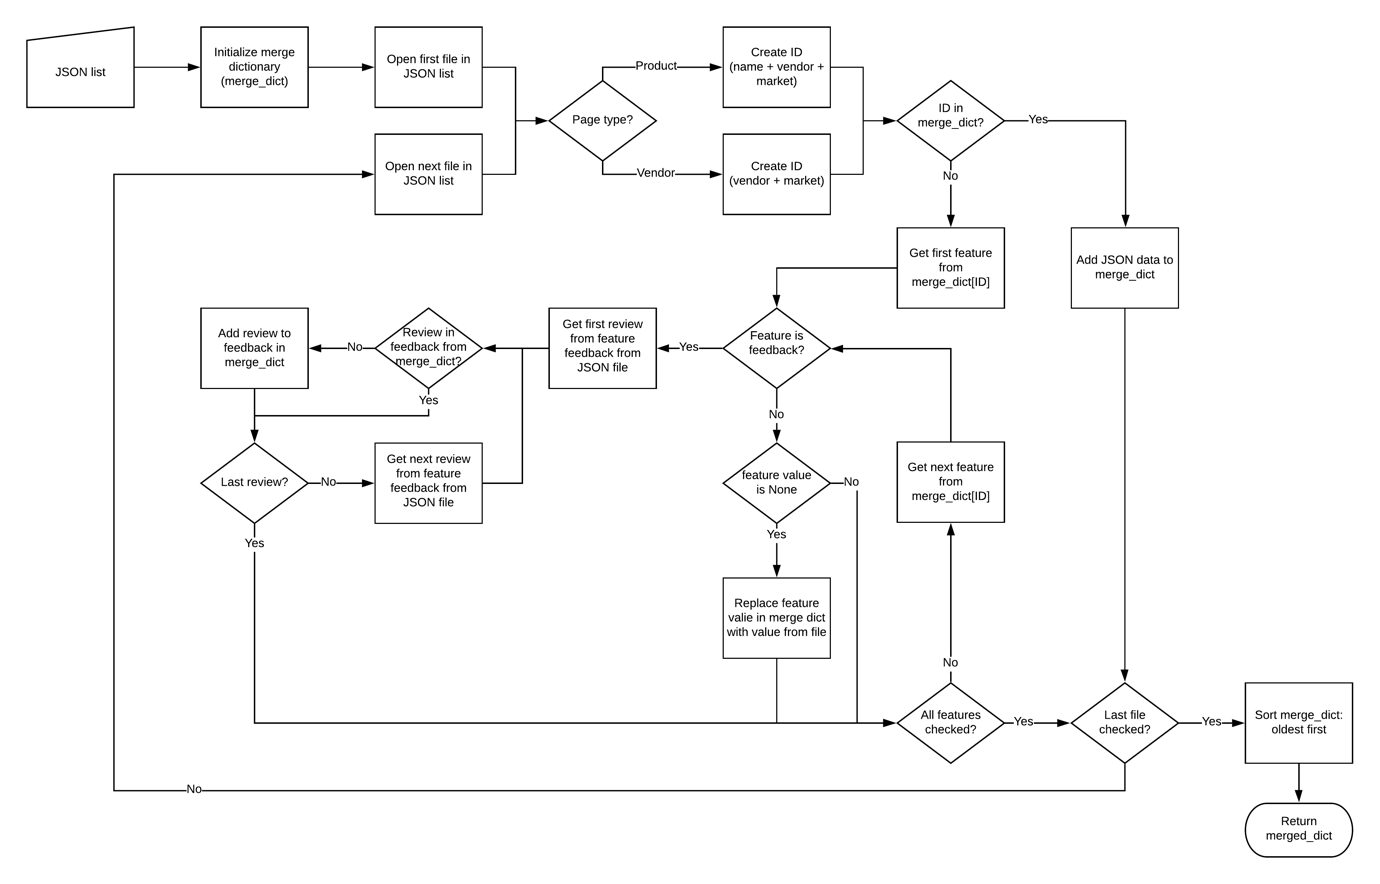 JSON list
Initialize merge
dictionary
(merge_dict)
Open first file in
JSON list
Open next file in
JSON list
Page type?
Product
Vendor
Create ID
(name + vendor +
market)
Create ID
(vendor + market)
ID in
merge_dict?
Yes
No
Get first feature
from
merge_dict[ID]
Add JSON data to
merge_dict
Feature is
feedback?
Yes
No
Get first review
from feature
feedback from
JSON file
Review in
feedback from
merge_dict?
No
Yes
Add review to
feedback in
merge_dict
Last review?
No
Yes
Get next review
from feature
feedback from
JSON file
feature value
is None
No
Yes
Replace feature
valie in merge dict
with value from file
Get next feature
from
merge_dict[ID]
No
All features
checked?
Yes
Last file
checked?
Yes
No
Sort merge_dict:
oldest first
Return
merged_dict